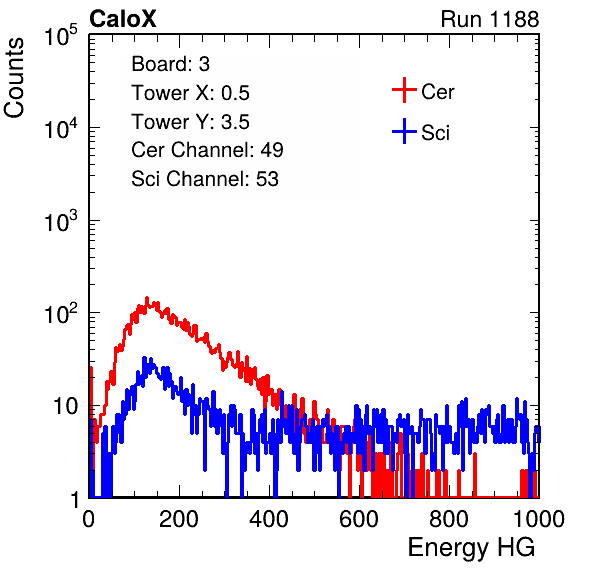 CaloX Run 1188
Counts
Board: 3
Tower X: 0.5
Tower Y: 3.5
Cer Channel: 49
Sci Channel: 53
Cer
Sci
10^5
10^4
10^3
10^2
10
1
0 200 400 600 800 1000
Energy HG